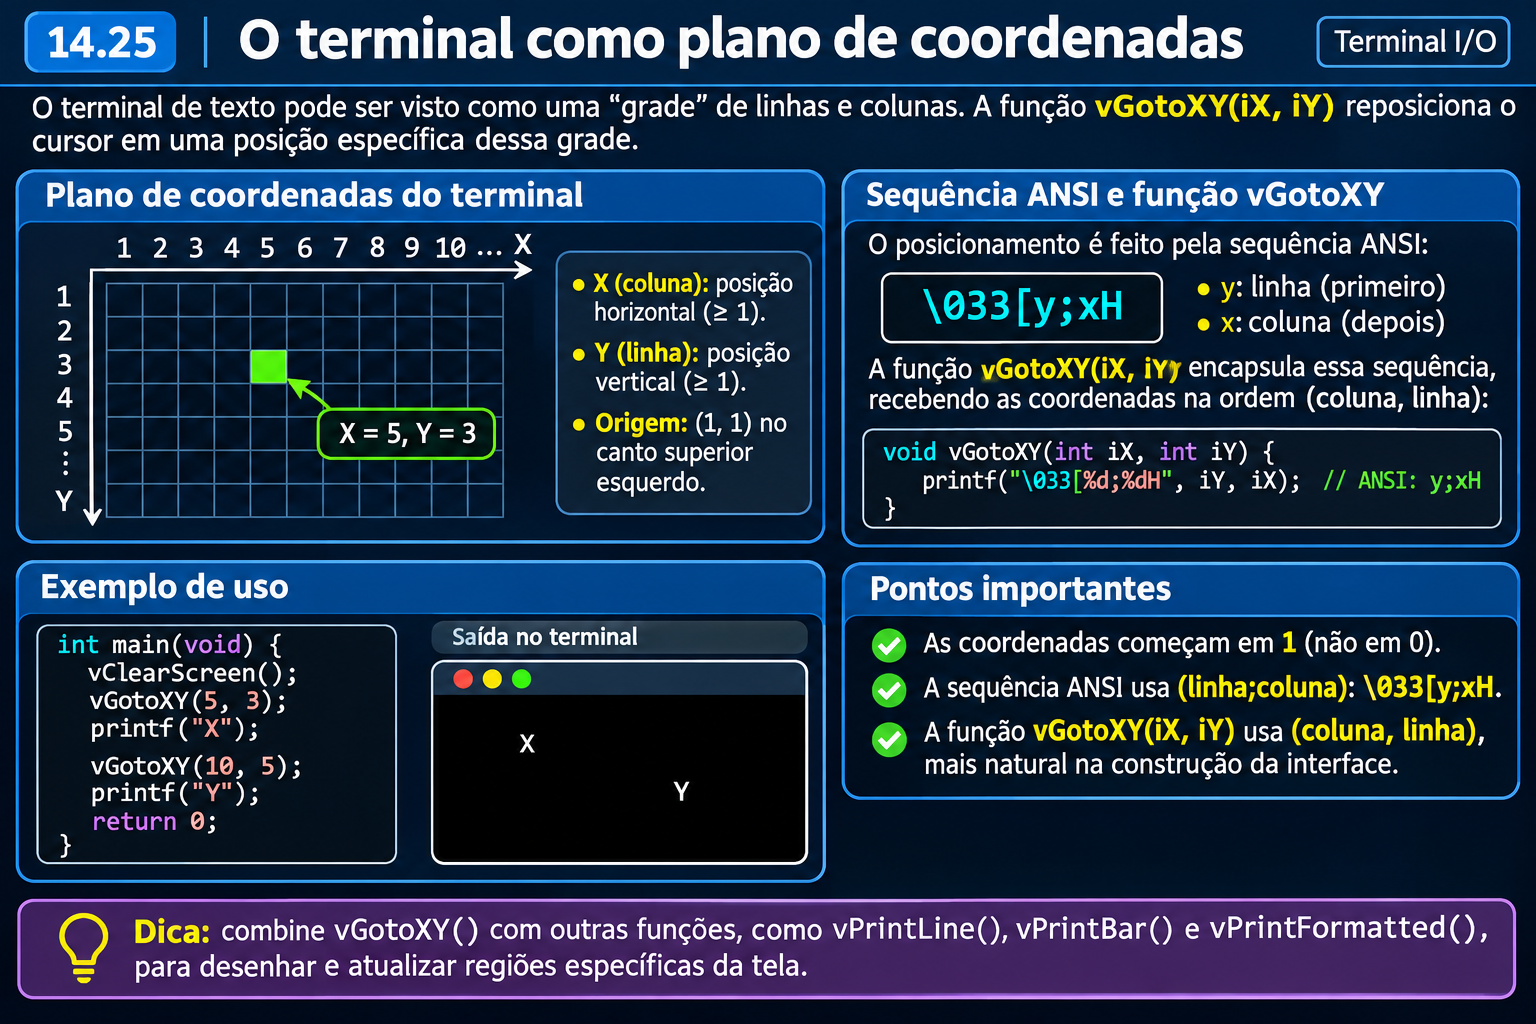 14.25
O terminal como plano de coordenadas
Terminal I/O
O terminal de texto pode ser visto como uma “grade” de linhas e colunas. A função vGotoXY(iX, iY) reposiciona o
cursor em uma posição específica dessa grade.
Plano de coordenadas do terminal
1 2 3 4 5 6 7 8 9 10 ... X
1
2
3
4
5
⋮
Y
X = 5, Y = 3
• X (coluna): posição
horizontal (≥ 1).
• Y (linha): posição
vertical (≥ 1).
• Origem: (1, 1) no
canto superior
esquerdo.
Sequência ANSI e função vGotoXY
O posicionamento é feito pela sequência ANSI:
\033[y;xH
• y: linha (primeiro)
• x: coluna (depois)
A função vGotoXY(iX, iY) encapsula essa sequência,
recebendo as coordenadas na ordem (coluna, linha):
void vGotoXY(int iX, int iY) {
printf("\033[%d;%dH", iY, iX); // ANSI: y;xH
}
Exemplo de uso
int main(void) {
vClearScreen();
vGotoXY(5, 3);
printf("X");
vGotoXY(10, 5);
printf("Y");
return 0;
}
Saída no terminal
X
Y
Pontos importantes
As coordenadas começam em 1 (não em 0).
A sequência ANSI usa (linha;coluna): \033[y;xH.
A função vGotoXY(iX, iY) usa (coluna, linha),
mais natural na construção da interface.
Dica: combine vGotoXY() com outras funções, como vPrintLine(), vPrintBar() e vPrintFormatted(),
para desenhar e atualizar regiões específicas da tela.